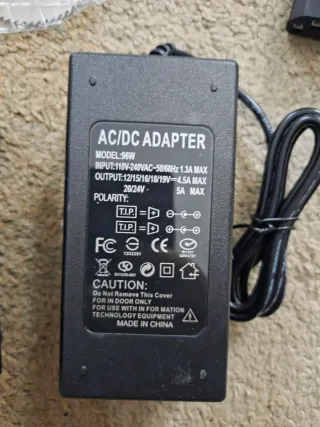 AC/DC ADAPTER
MODEL:96W
INPUT:110V-240VAC~50/60Hz 1.3A MAX
OUTPUT:12/15/16/18/19V⎓4.5A MAX
20/24V 5A MAX
POLARITY:
T.I.P.
T.I.P.
FC CE
CAUTION:
Do Not Remove This Cover
FOR IN DOOR ONLY
FOR USE WITH IN FOR MATION
TECHNOLOGY EQUIPMENT
MADE IN CHINA